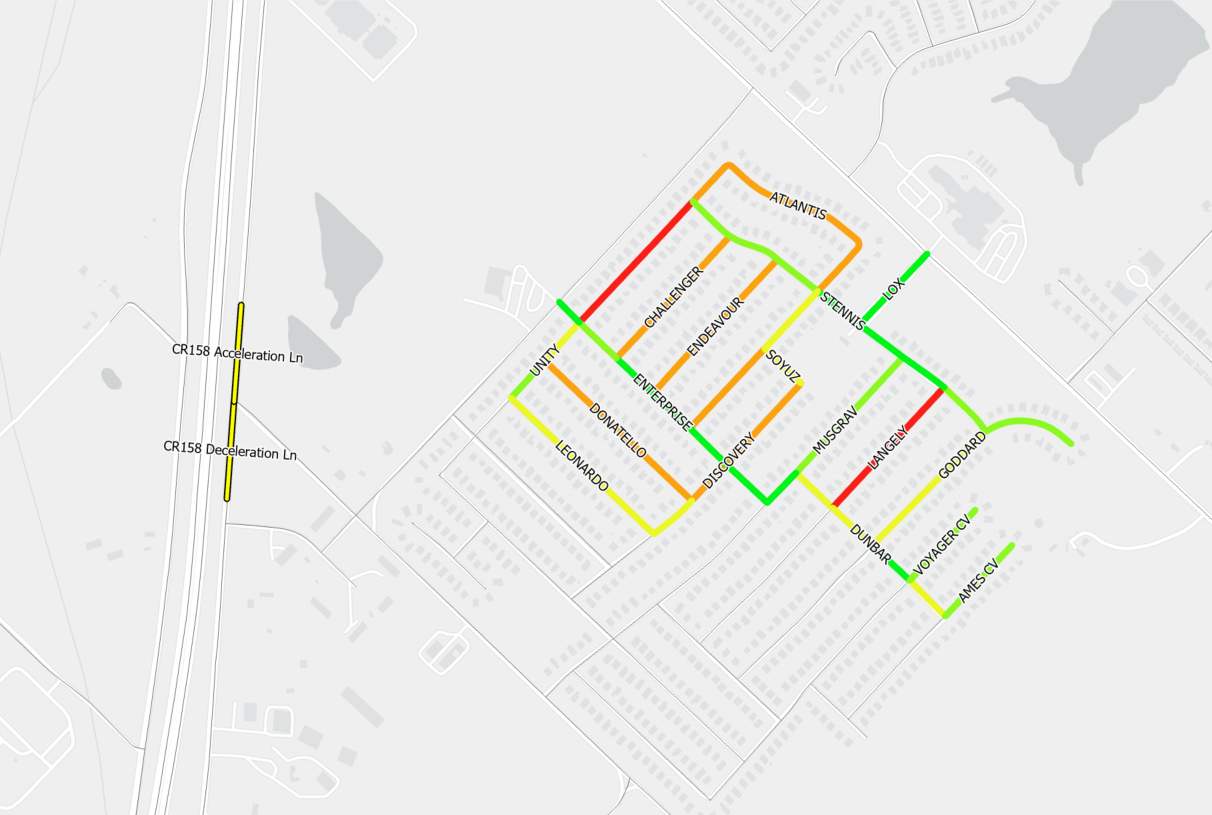 ATLANTIS
CHALLENGER
ENDEAVOUR
LOX
STENNIS
CR158 Acceleration Ln
UNITY
SOYUZ
ENTERPRISE
DONATELLO
MUSGRAV
CR158 Deceleration Ln
LEONARDO
DISCOVERY
LANGELY
GODDARD
DUNBAR
VOYAGER CV
AMES CV